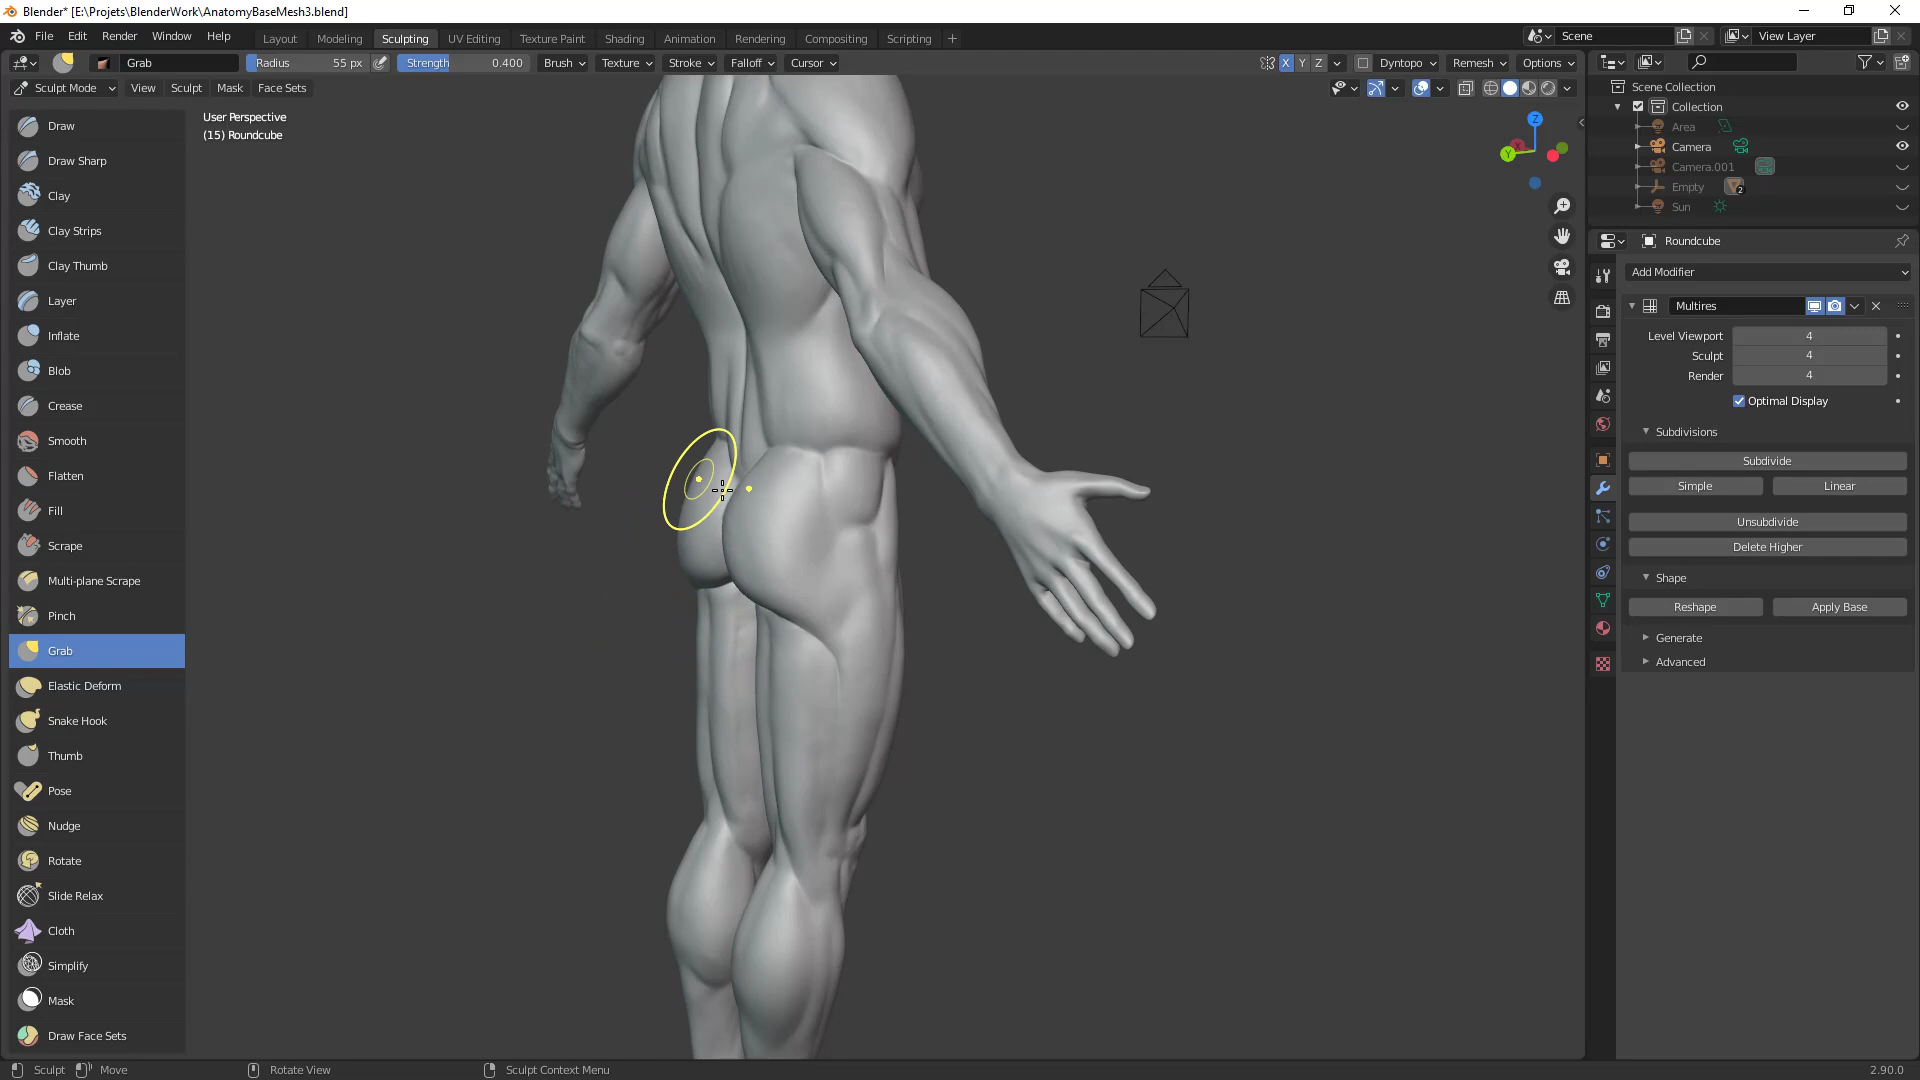 Blender* [E:\Projets\BlenderWork\AnatomyBaseMesh3.blend]
File Edit Render Window Help Layout Modeling Sculpting UV Editing Texture Paint Shading Animation Rendering Compositing Scripting + Scene View Layer
Grab Radius 55 px Strength 0.400 Brush Texture Stroke Falloff Cursor X Y Z Dyntopo Remesh Options
Sculpt Mode View Sculpt Mask Face Sets
User Perspective
(15) Roundcube
Z
X
Y
Draw
Draw Sharp
Clay
Clay Strips
Clay Thumb
Layer
Inflate
Blob
Crease
Smooth
Flatten
Fill
Scrape
Multi-plane Scrape
Pinch
Grab
Elastic Deform
Snake Hook
Thumb
Pose
Nudge
Rotate
Slide Relax
Cloth
Simplify
Mask
Draw Face Sets
Scene Collection
Collection
Area
Camera
Camera.001
Empty 2
Sun
Roundcube
Add Modifier
Multires
Level Viewport 4
Sculpt 4
Render 4
Optimal Display
Subdivisions
Subdivide
Simple Linear
Unsubdivide
Delete Higher
Shape
Reshape Apply Base
Generate
Advanced
Sculpt Move Rotate View Sculpt Context Menu 2.90.0